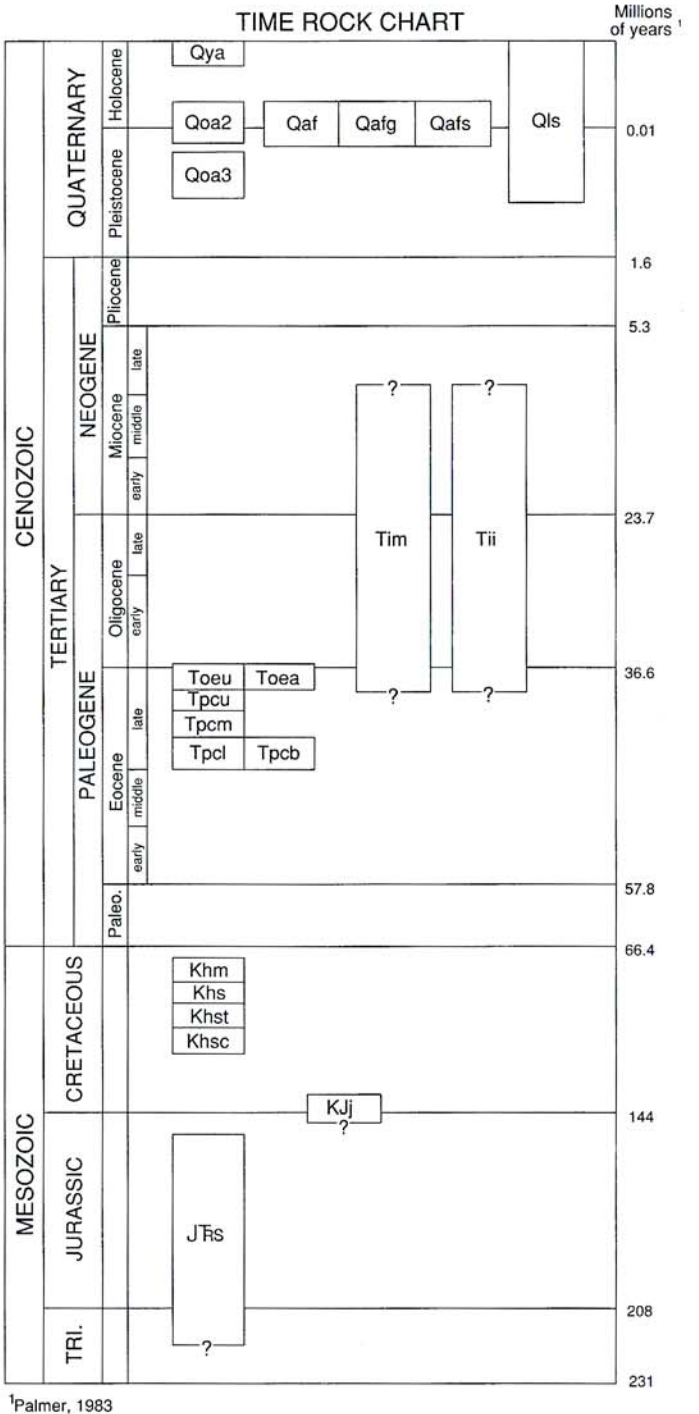 TIME ROCK CHART
Millions
of years ¹
CENOZOIC
QUATERNARY
Holocene
Pleistocene
Qya
Qoa2
Qaf
Qafg
Qafs
Qls
0.01
Qoa3
1.6
TERTIARY
NEOGENE
Pliocene
5.3
Miocene
late
middle
early
?
?
23.7
PALEOGENE
Oligocene
late
early
Tim
Tii
36.6
Eocene
late
middle
early
Toeu
Toea
Tpcu
?
?
Tpcm
Tpcl
Tpcb
57.8
Paleo.
66.4
MESOZOIC
CRETACEOUS
Khm
Khs
Khst
Khsc
KJj
?
144
JURASSIC
JTRS
208
TRI.
?
231
¹Palmer, 1983